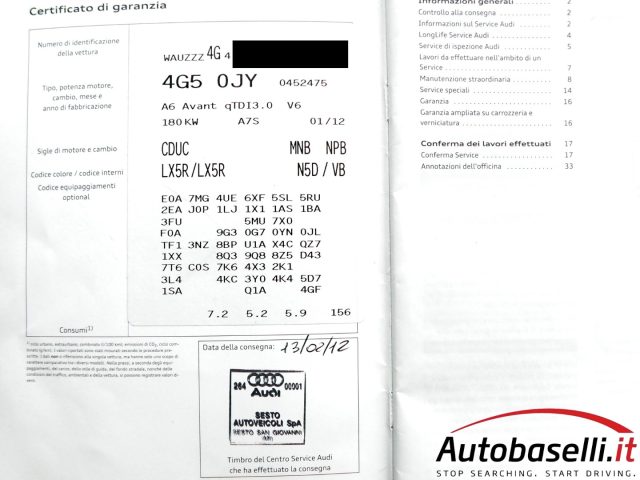 Certificato di garanzia
Numero di identificazione
della vettura
WAUZZZ 4G 4
4G5 0JY 0452475
Tipo, potenza motore,
cambio, mese e
anno di fabbricazione
A6 Avant qTDI3.0 V6
180KW A7S 01/12
Sigle di motore e cambio
CDUC MNB NPB
Codice colore / codice interni
LX5R/LX5R N5D / VB
Codice equipaggiamenti
optional
E0A 7MG 4UE 6XF 5SL 5RU
2EA J0P 1LJ 1X1 1AS 1BA
3FU 5MU 7X0
F0A 9G3 0G7 0YN 0JL
TF1 3NZ 8BP U1A X4C QZ7
1XX 8Q3 9Q8 8Z5 D43
7T6 C0S 7K6 4X3 2K1
3L4 4KC 3Y0 4K4 5D7
1SA Q1A 4GF
7.2 5.2 5.9 156
Consumi¹⁾
Data della consegna: 13/02/12
264 00001
Audi
SESTO
AUTOVEICOLI SpA
SESTO SAN GIOVANNI
Timbro del Centro Service Audi
che ha effettuato la consegna
Informazioni generali 2
Controllo alla consegna 2
Informazioni sul Service Audi 2
LongLife Service Audi 4
Service di ispezione Audi 5
Lavori da effettuare nell'ambito di un
Service 7
Manutenzione straordinaria 8
Service speciali 14
Garanzia 16
Garanzia ampliata su carrozzeria e
verniciatura 16
Conferma dei lavori effettuati 17
Conferma Service 17
Annotazioni dell'officina 33
Autobaselli.it
STOP SEARCHING. START DRIVING.